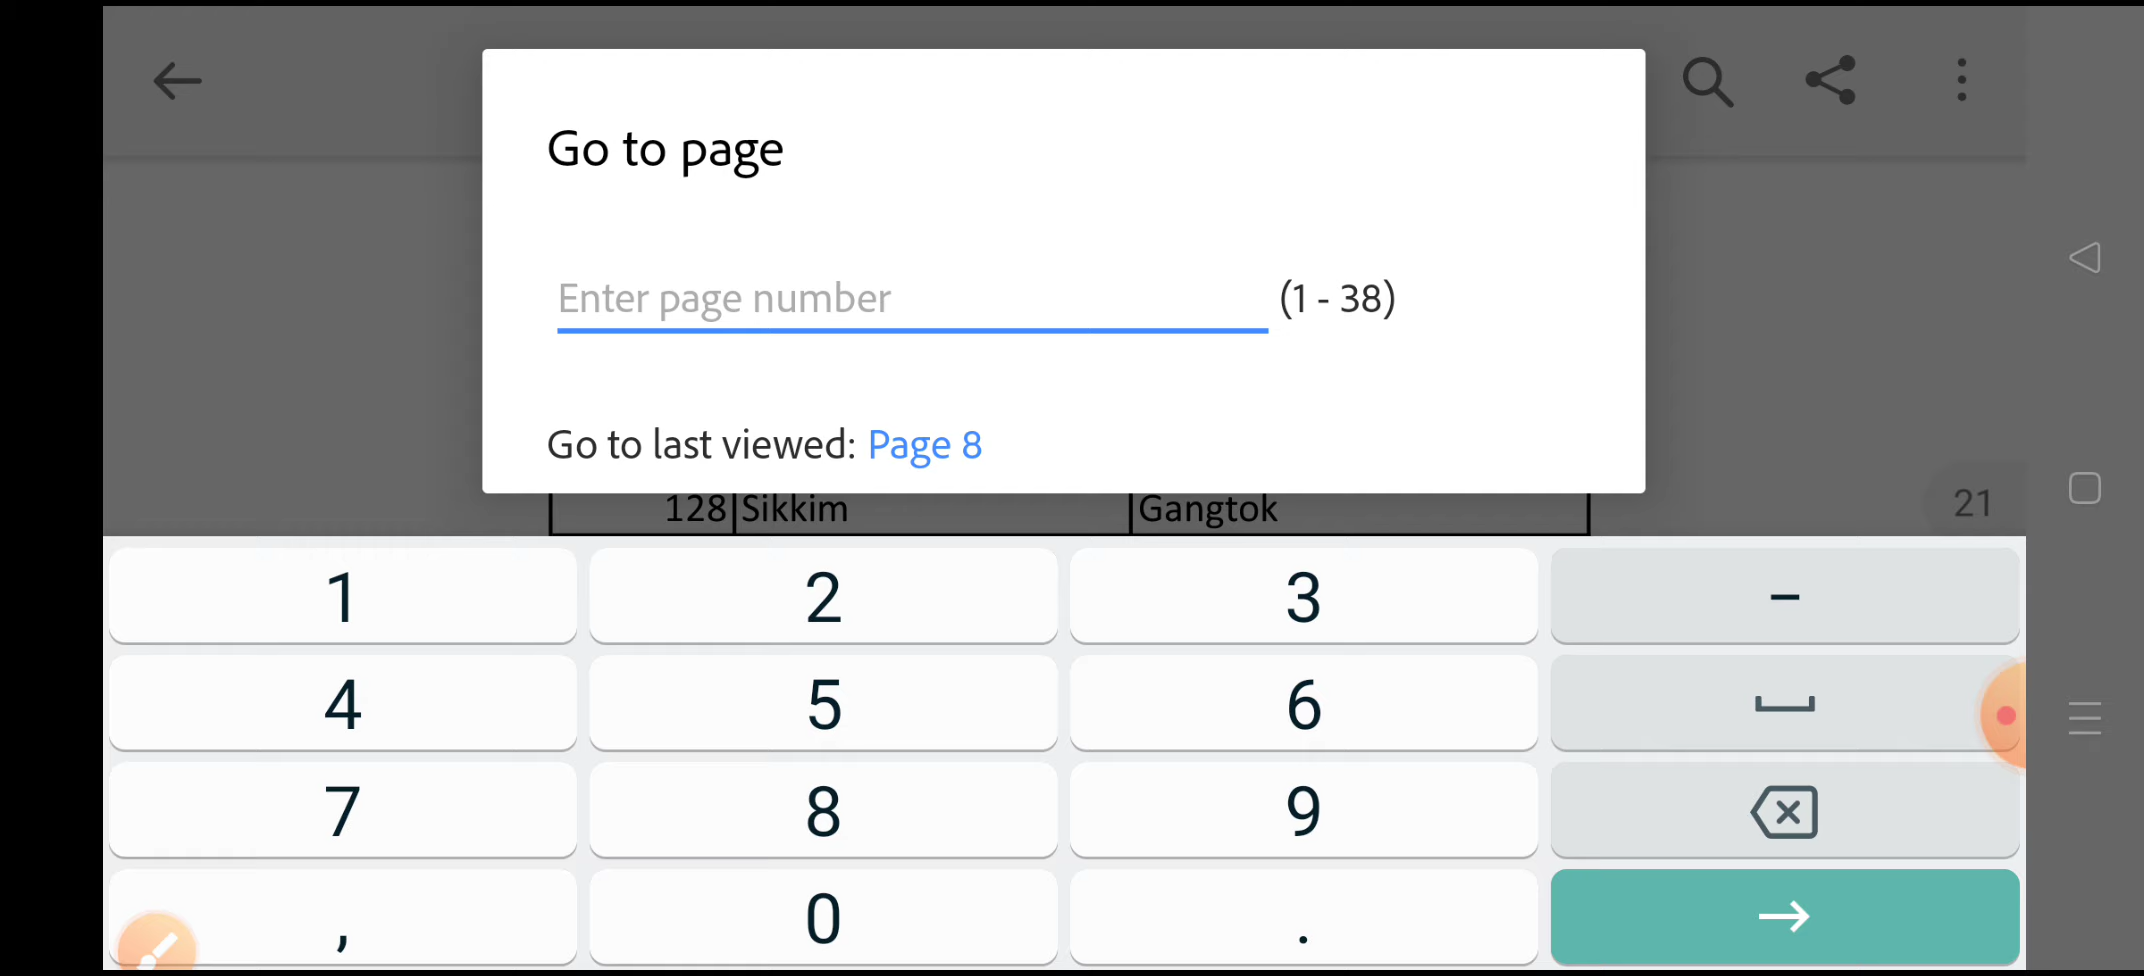 Go to page
Enter page number (1 - 38)
Go to last viewed: Page 8
128 Sikkim Gangtok
21
1 2 3 -
4 5 6
7 8 9
, 0 .